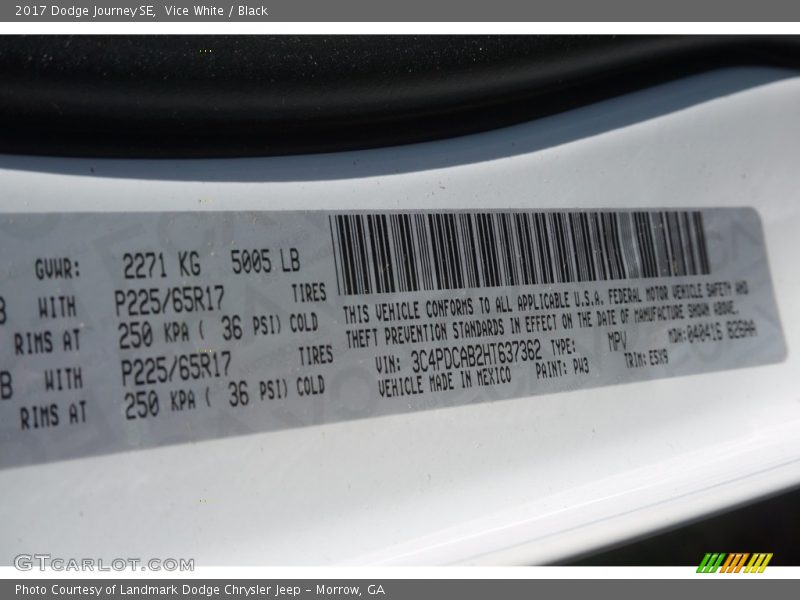 2017 Dodge Journey SE, Vice White / Black
GVWR: 2271 KG 5005 LB
B WITH P225/65R17 TIRES
RIMS AT 250 KPA ( 36 PSI) COLD
B WITH P225/65R17 TIRES
RIMS AT 250 KPA ( 36 PSI) COLD
THIS VEHICLE CONFORMS TO ALL APPLICABLE U.S.A. FEDERAL MOTOR VEHICLE SAFETY AND
THEFT PREVENTION STANDARDS IN EFFECT ON THE DATE OF MANUFACTURE SHOWN ABOVE.
VIN: 3C4PDCAB2HT637362 TYPE: MPV MDH: 040416 026AA
VEHICLE MADE IN MEXICO PAINT: PW3 TRIM: E5X9
GTcarlot.com
Photo Courtesy of Landmark Dodge Chrysler Jeep – Morrow, GA